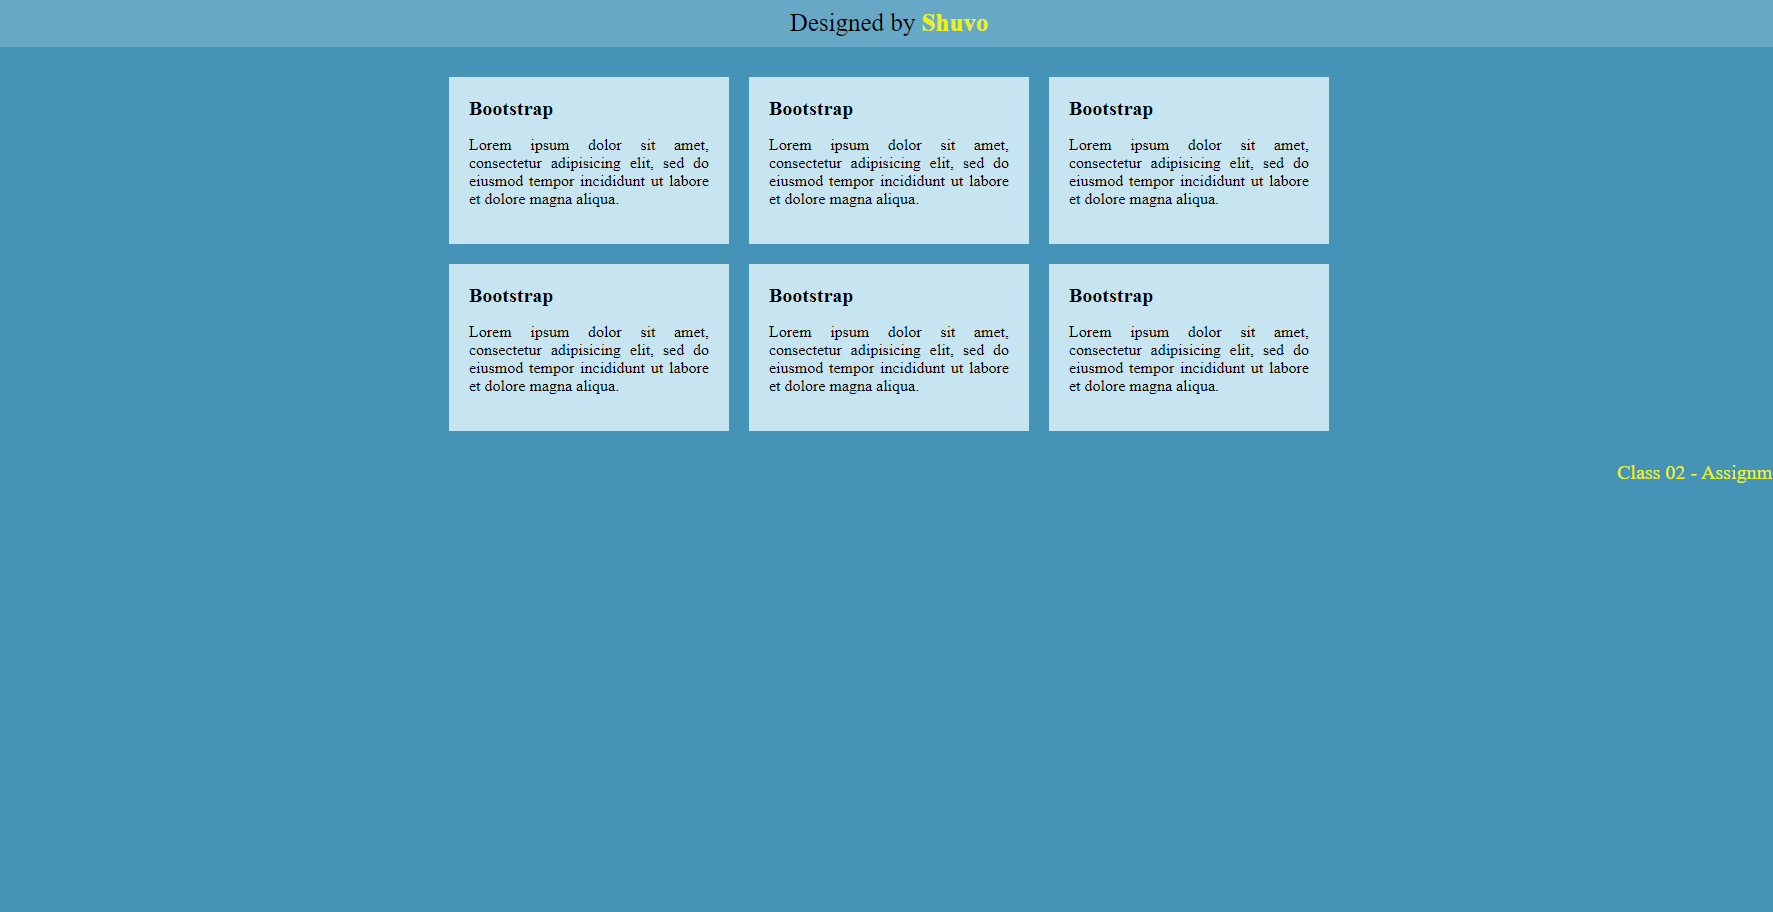 Designed by Shuvo
Bootstrap
Lorem ipsum dolor sit amet,
consectetur adipisicing elit, sed do
eiusmod tempor incididunt ut labore
et dolore magna aliqua.
Bootstrap
Lorem ipsum dolor sit amet,
consectetur adipisicing elit, sed do
eiusmod tempor incididunt ut labore
et dolore magna aliqua.
Bootstrap
Lorem ipsum dolor sit amet,
consectetur adipisicing elit, sed do
eiusmod tempor incididunt ut labore
et dolore magna aliqua.
Bootstrap
Lorem ipsum dolor sit amet,
consectetur adipisicing elit, sed do
eiusmod tempor incididunt ut labore
et dolore magna aliqua.
Bootstrap
Lorem ipsum dolor sit amet,
consectetur adipisicing elit, sed do
eiusmod tempor incididunt ut labore
et dolore magna aliqua.
Bootstrap
Lorem ipsum dolor sit amet,
consectetur adipisicing elit, sed do
eiusmod tempor incididunt ut labore
et dolore magna aliqua.
Class 02 - Assignm